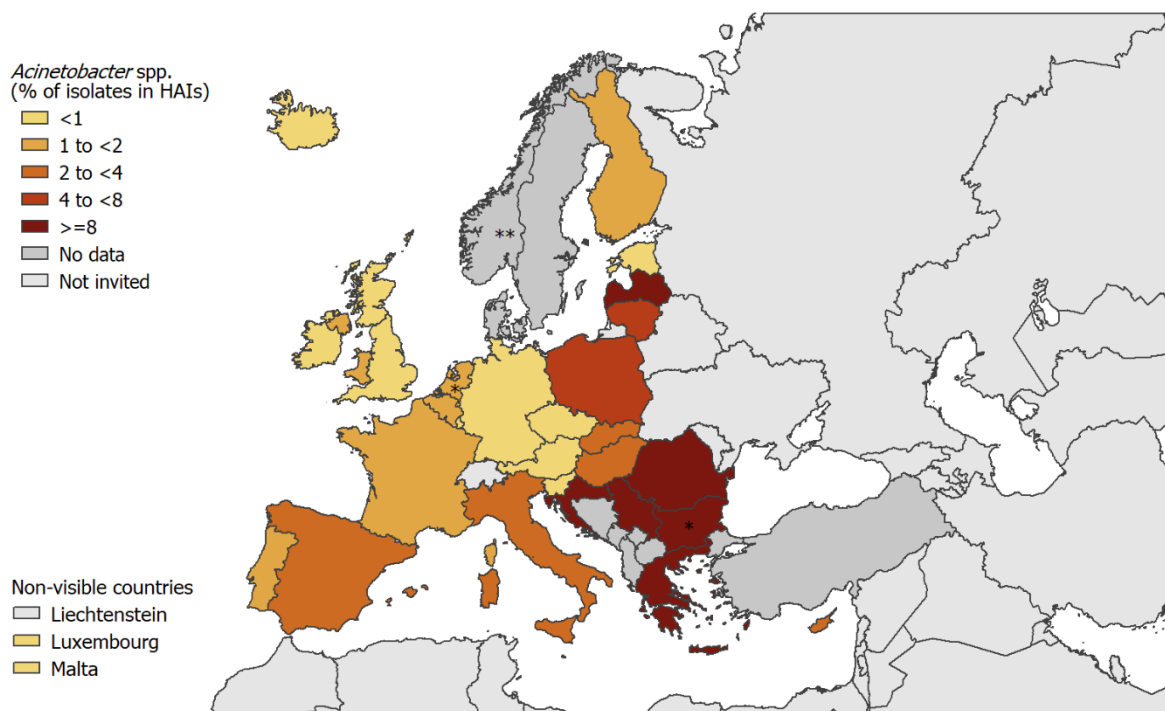 Acinetobacter spp.
(% of isolates in HAIs)
<1
1 to <2
2 to <4
4 to <8
>=8
No data
Not invited
**
*
*
Non-visible countries
Liechtenstein
Luxembourg
Malta